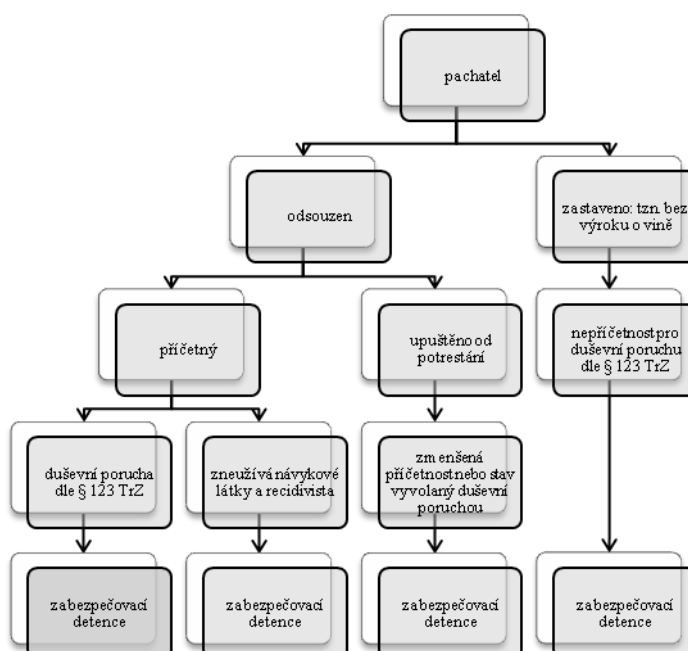 pachatel
odsouzen
zastaveno: tzn. bez
výroku o vině
příčetný
upuštěno od
potrestání
nepříčetnost pro
duševní poruchu
dle § 123 TrZ
duševní porucha
dle § 123 TrZ
zneužívá návykové
látky a recidivista
zmenšená
příčetnost nebo stav
vyvolaný duševní
poruchou
zabezpečovací
detence
zabezpečovací
detence
zabezpečovací
detence
zabezpečovací
detence